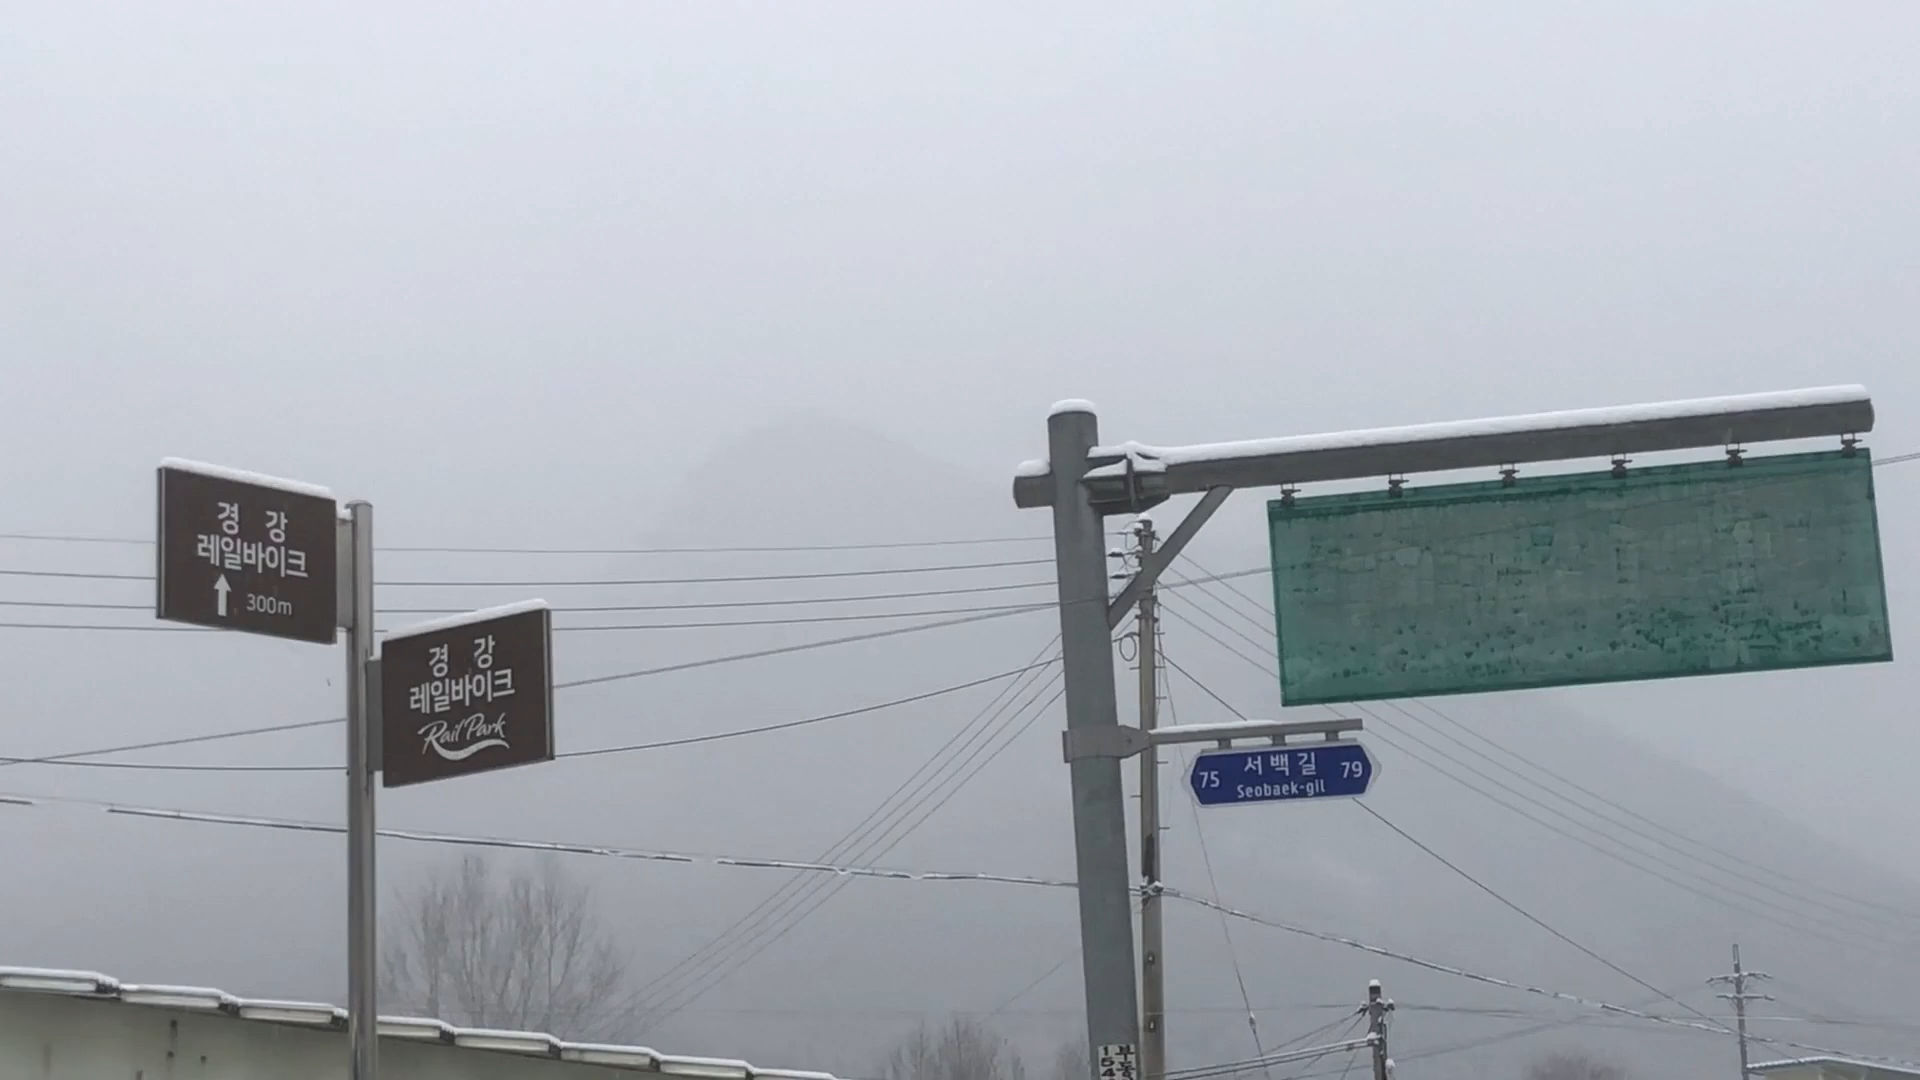 경 강
레일바이크
↑ 300m
경 강
레일바이크
Rail Park
75 서백길 79
Seobaek-gil